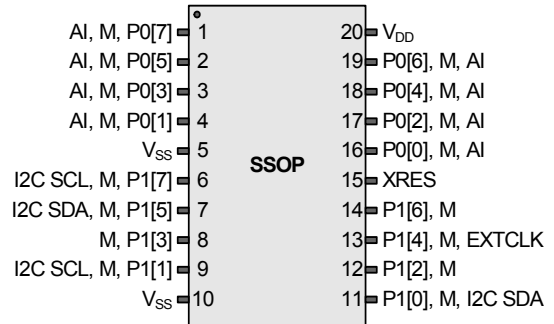 AI, M, P0[7] 1 20 VDD
AI, M, P0[5] 2 19 P0[6], M, AI
AI, M, P0[3] 3 18 P0[4], M, AI
AI, M, P0[1] 4 17 P0[2], M, AI
VSS 5 16 P0[0], M, AI
SSOP
I2C SCL, M, P1[7] 6 15 XRES
I2C SDA, M, P1[5] 7 14 P1[6], M
M, P1[3] 8 13 P1[4], M, EXTCLK
I2C SCL, M, P1[1] 9 12 P1[2], M
VSS 10 11 P1[0], M, I2C SDA